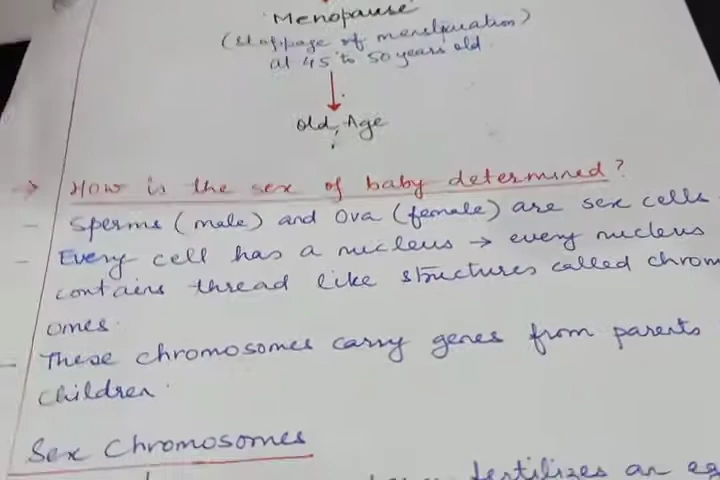 Menopause
(stoppage of menstruation)
at 45 to 50 years old
Old Age
→ How is the sex of baby determined?
- Sperms (male) and Ova (female) are sex cells
- Every cell has a nucleus → every nucleus
contains thread like structures called chrom
omes.
- These chromosomes carry genes from parents
children.
Sex Chromosomes
fertilizes an eg